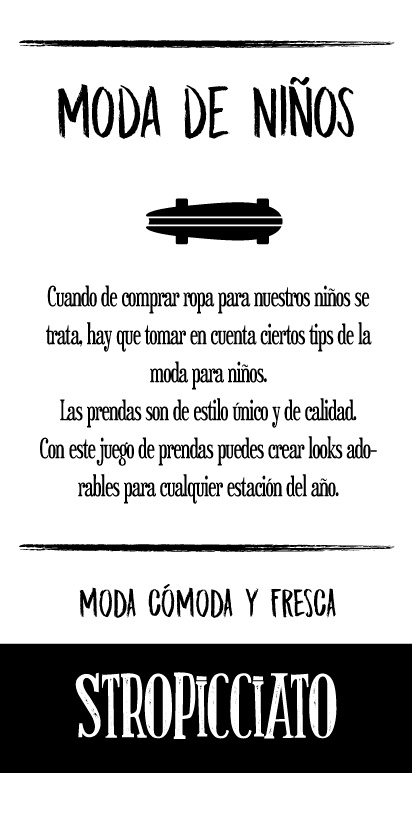 MODA DE NIÑOS
Cuando de comprar ropa para nuestros niños se
trata, hay que tomar en cuenta ciertos tips de la
moda para niños.
Las prendas son de estilo único y de calidad.
Con este juego de prendas puedes crear looks ado-
rables para cualquier estación del año.
MODA CÓMODA Y FRESCA
STROPICCIATO